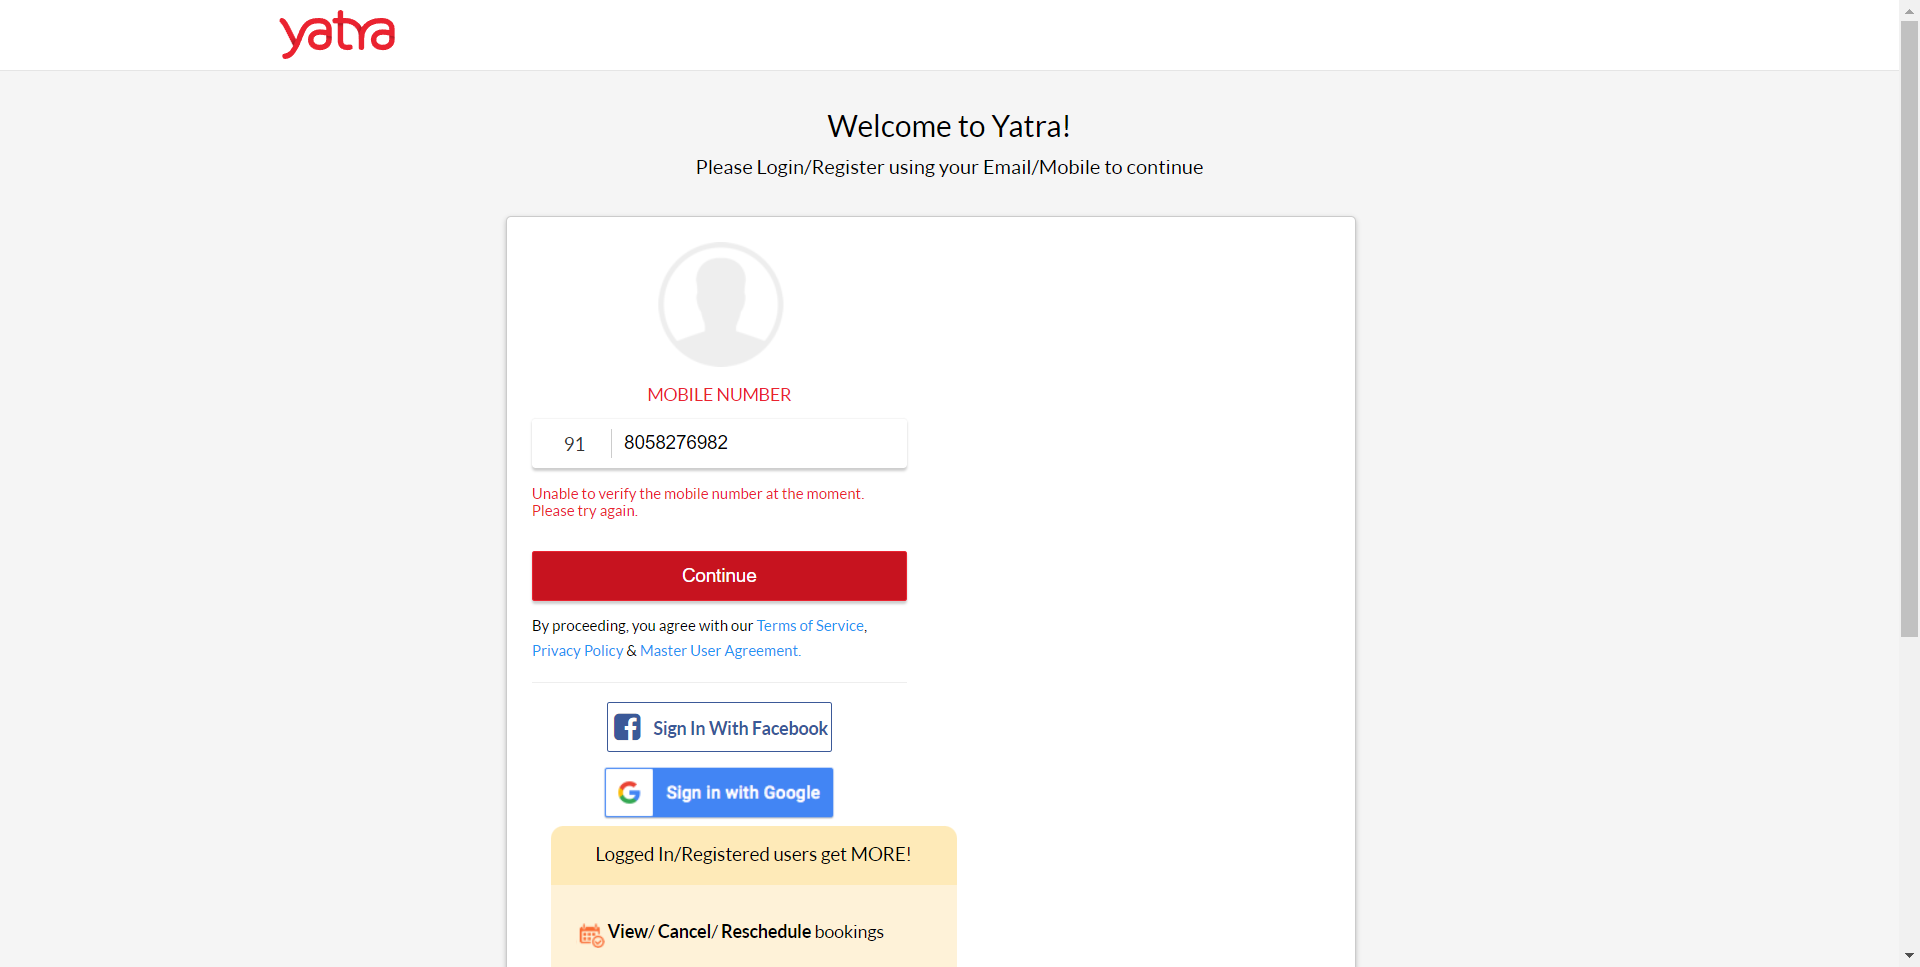 yatra
Welcome to Yatra!
Please Login/Register using your Email/Mobile to continue
MOBILE NUMBER
91 8058276982
Unable to verify the mobile number at the moment.
Please try again.
Continue
By proceeding, you agree with our Terms of Service,
Privacy Policy & Master User Agreement.
Sign In With Facebook
Sign in with Google
Logged In/Registered users get MORE!
View/ Cancel/ Reschedule bookings